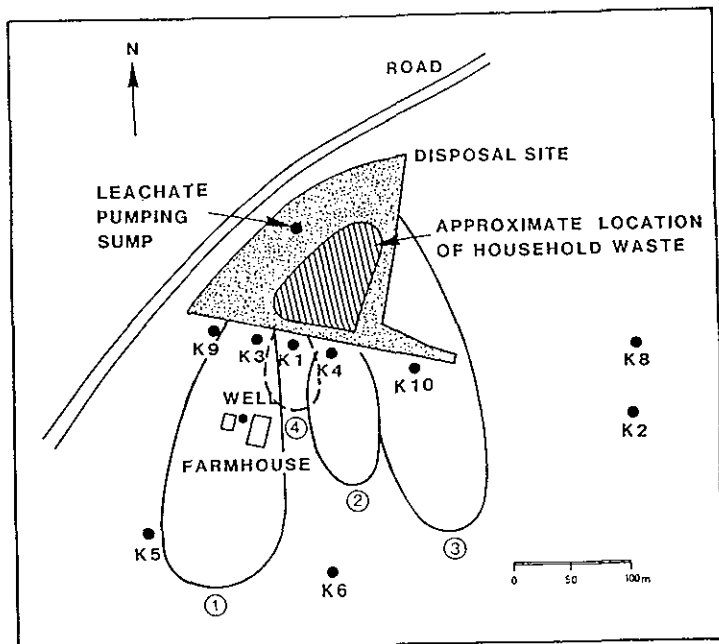 N
ROAD
DISPOSAL SITE
LEACHATE
PUMPING
SUMP
APPROXIMATE LOCATION
OF HOUSEHOLD WASTE
K9
K3
K1
K4
K10
K8
K2
WELL
FARMHOUSE
4
2
3
K5
K6
1
0 50 100m